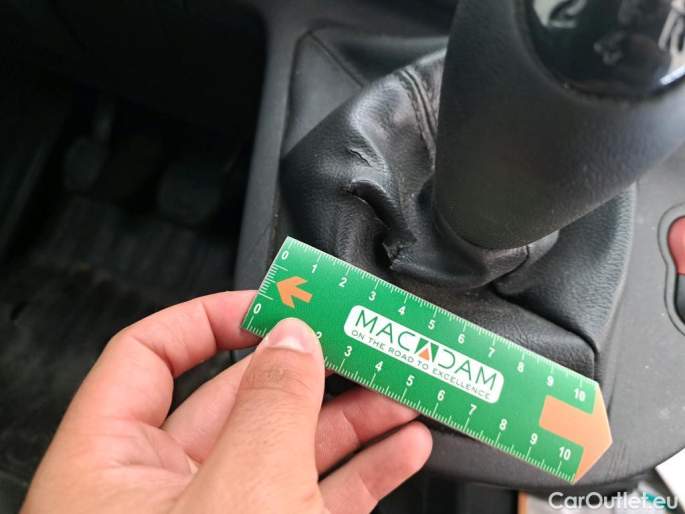 0 1 2 3 4 5 6 7 8 9 10
MACADAM
ON THE ROAD TO EXCELLENCE
0 2 3 4 5 6 7 8 9 10
CarOutlet.eu